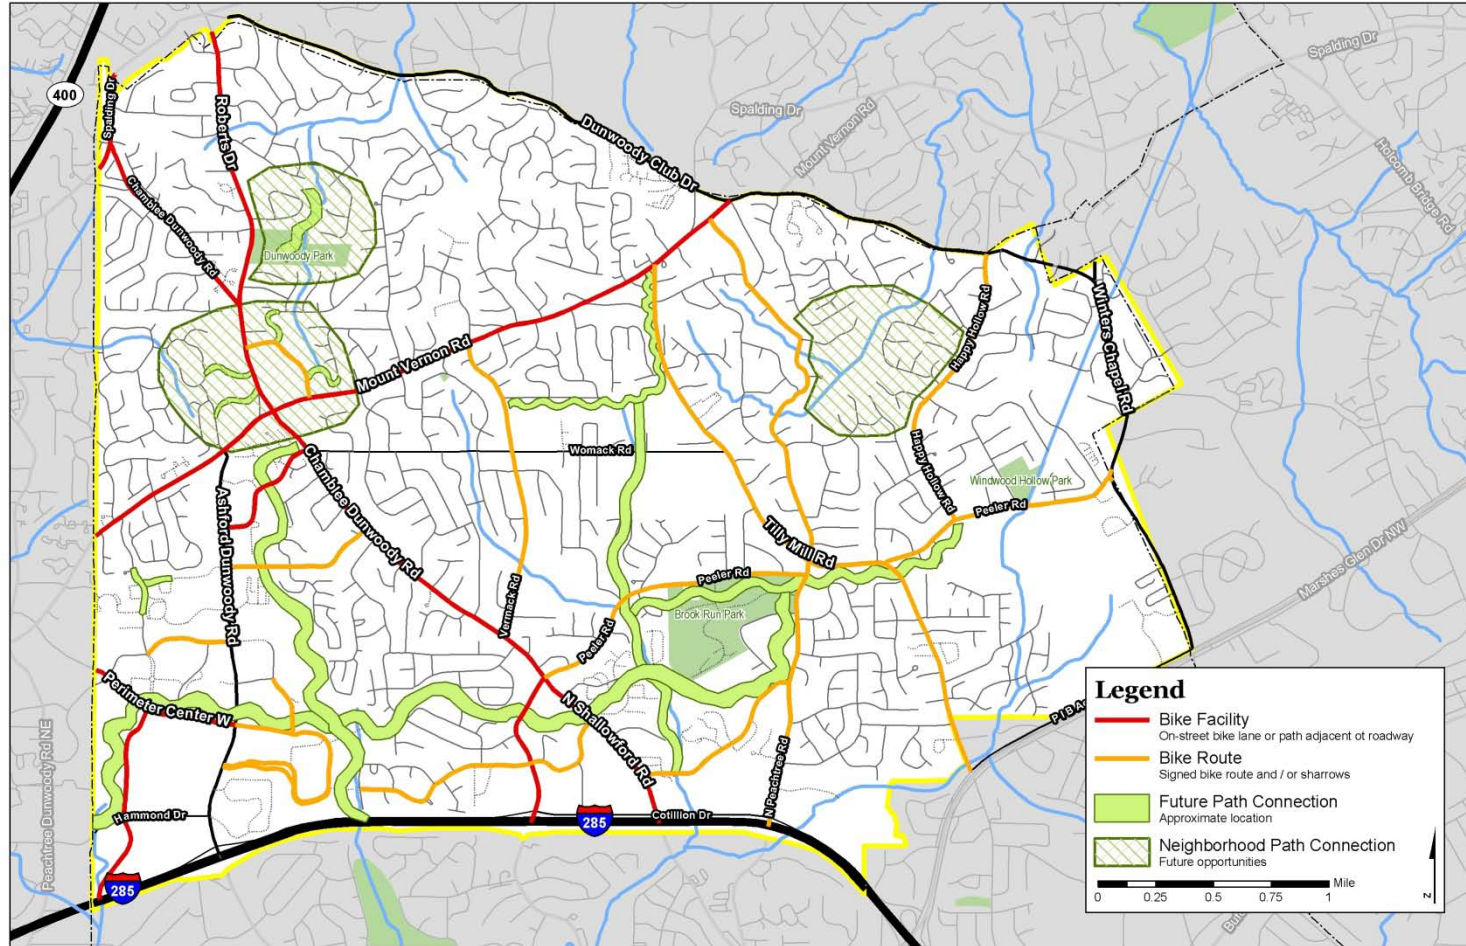 400
Spalding Dr
Roberts Dr
Chamblee Dunwoody Rd
Dunwoody Park
Dunwoody Club Dr
Spalding Dr
Mount Vernon Rd
Spalding Dr
Holcomb Bridge Rd
Mount Vernon Rd
Happy Hollow Rd
Winters Chapel Rd
Womack Rd
Chamblee Dunwoody Rd
Ashford Dunwoody Rd
Happy Hollow Rd
Windwood Hollow Park
Peeler Rd
Tilly Mill Rd
Marshes Glen Dr NW
Vermack Rd
Peeler Rd
Brook Run Park
Peeler Rd
Perimeter Center W
N Shallowford Rd
N Peachtree Rd
Peachtree Dunwoody Rd NE
Hammond Dr
Cotillion Dr
285
285
Legend
Bike Facility
On-street bike lane or path adjacent of roadway
Bike Route
Signed bike route and / or sharrows
Future Path Connection
Approximate location
Neighborhood Path Connection
Future opportunities
Mile
0 0.25 0.5 0.75 1
N